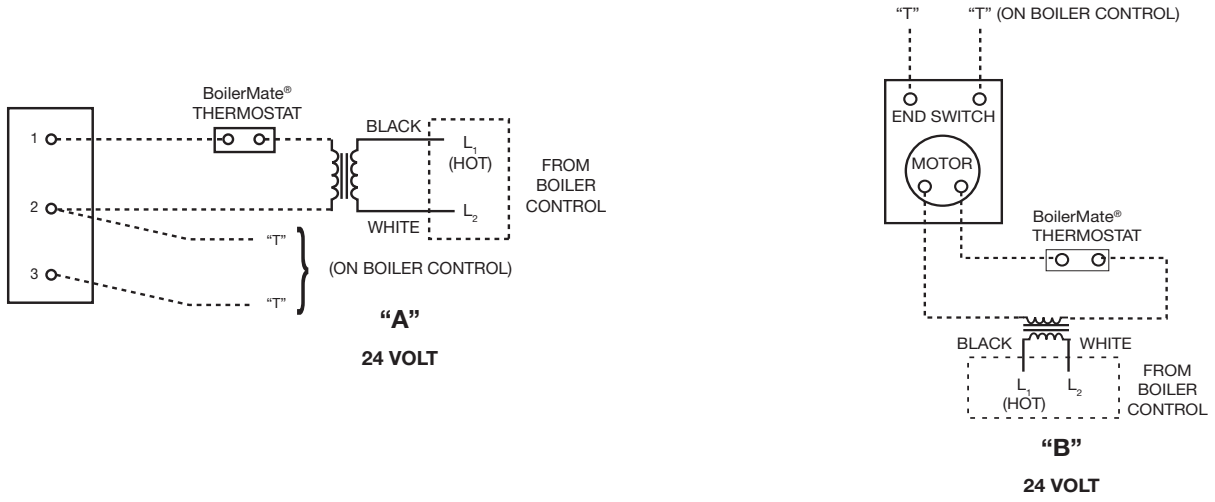 BoilerMate®
THERMOSTAT
1
2
3
BLACK
WHITE
L₁
(HOT)
L₂
FROM
BOILER
CONTROL
“T”
“T”
(ON BOILER CONTROL)
“A”
24 VOLT
“T”
“T” (ON BOILER CONTROL)
END SWITCH
MOTOR
BoilerMate®
THERMOSTAT
BLACK
WHITE
L₁
(HOT)
L₂
FROM
BOILER
CONTROL
“B”
24 VOLT